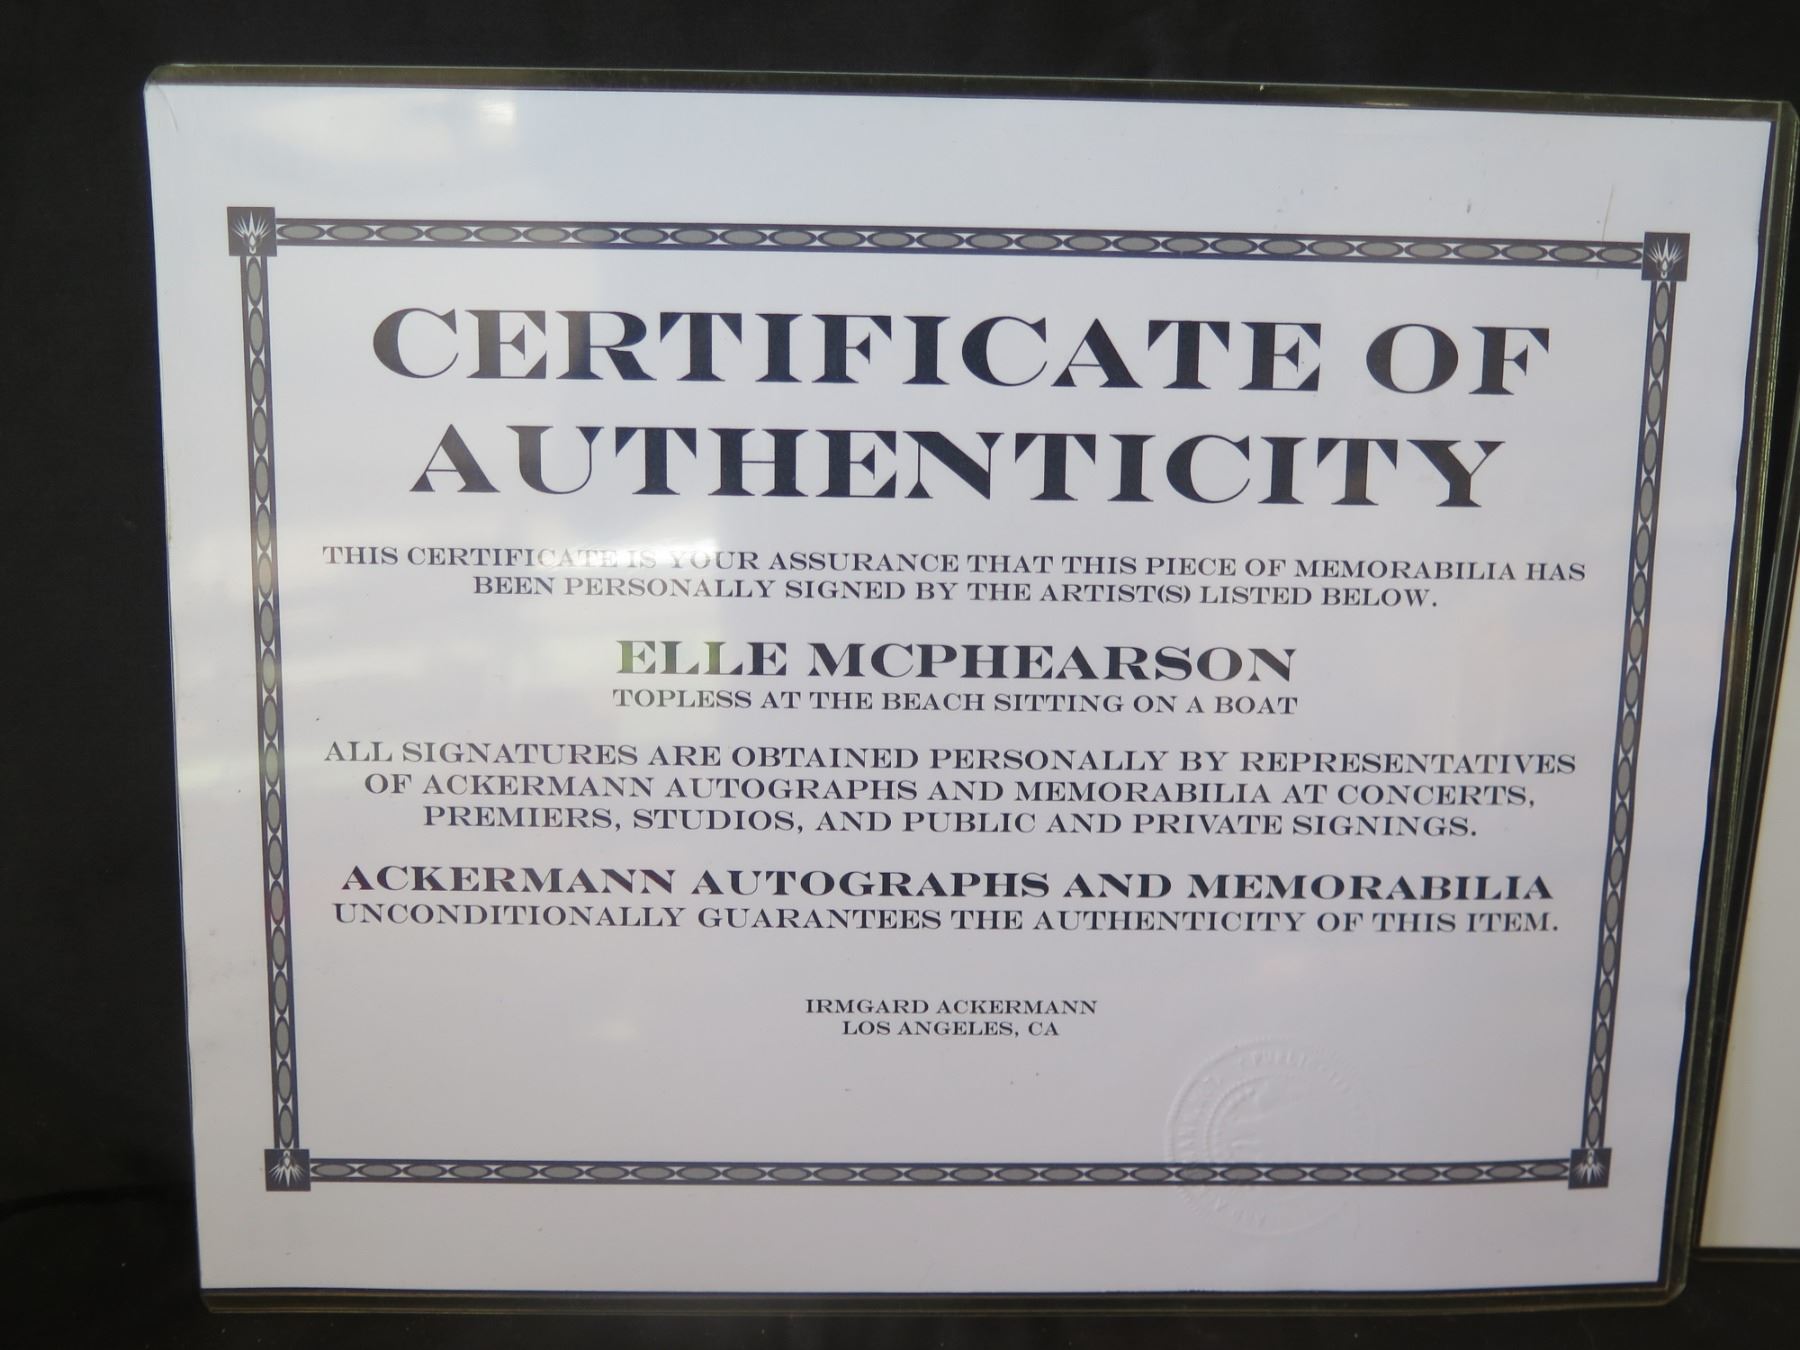 CERTIFICATE OF
AUTHENTICITY
THIS CERTIFICATE IS YOUR ASSURANCE THAT THIS PIECE OF MEMORABILIA HAS
BEEN PERSONALLY SIGNED BY THE ARTIST(S) LISTED BELOW.
ELLE MCPHEARSON
TOPLESS AT THE BEACH SITTING ON A BOAT
ALL SIGNATURES ARE OBTAINED PERSONALLY BY REPRESENTATIVES
OF ACKERMANN AUTOGRAPHS AND MEMORABILIA AT CONCERTS,
PREMIERS, STUDIOS, AND PUBLIC AND PRIVATE SIGNINGS.
ACKERMANN AUTOGRAPHS AND MEMORABILIA
UNCONDITIONALLY GUARANTEES THE AUTHENTICITY OF THIS ITEM.
IRMGARD ACKERMANN
LOS ANGELES, CA
PUBLIC